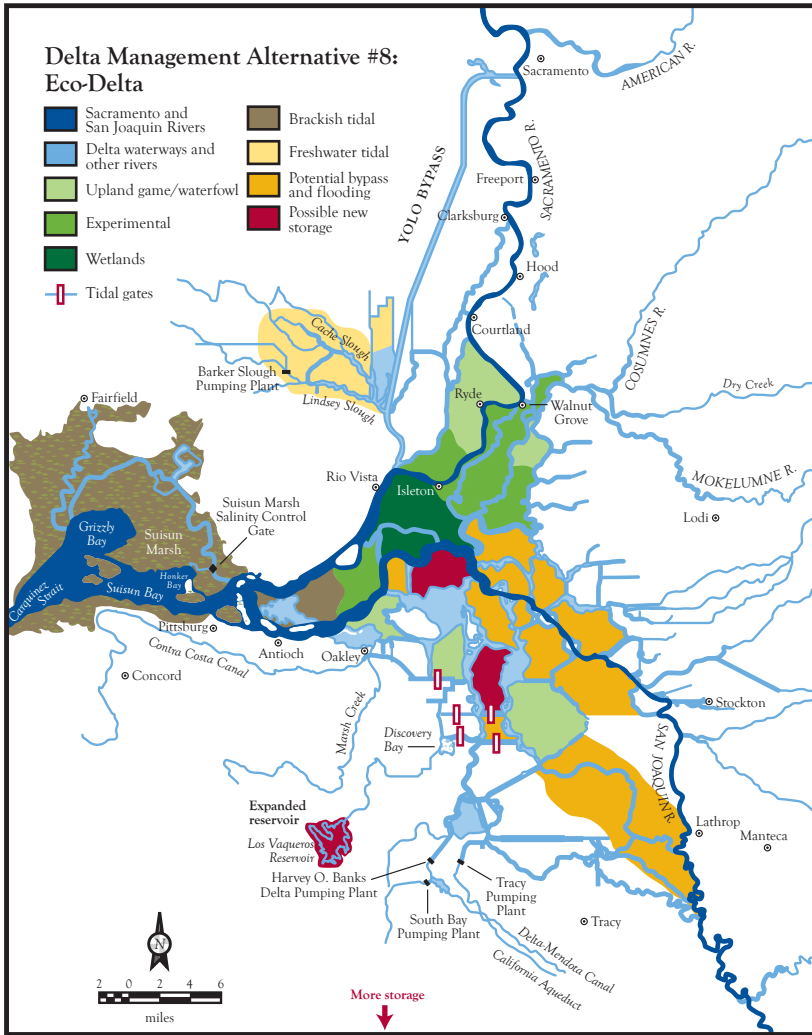 Delta Management Alternative #8:
Eco-Delta
Sacramento and
San Joaquin Rivers
Delta waterways and
other rivers
Upland game/waterfowl
Experimental
Wetlands
Tidal gates
Brackish tidal
Freshwater tidal
Potential bypass
and flooding
Possible new
storage
Sacramento
AMERICAN R.
YOLO BYPASS
SACRAMENTO R.
Freeport
Clarksburg
Hood
Courtland
COSUMNES R.
Cache Slough
Barker Slough
Pumping Plant
Lindsey Slough
Ryde
Walnut
Grove
Dry Creek
Fairfield
MOKELUMNE R.
Rio Vista
Isleton
Lodi
Suisun Marsh
Salinity Control
Gate
Grizzly
Bay
Suisun
Marsh
Honker
Bay
Suisun Bay
Carquinez
Strait
Pittsburg
Antioch
Oakley
Contra Costa Canal
Concord
Marsh Creek
Stockton
Discovery
Bay
SAN JOAQUIN R.
Expanded
reservoir
Los Vaqueros
Reservoir
Lathrop
Manteca
Harvey O. Banks
Delta Pumping Plant
Tracy
Pumping
Plant
South Bay
Pumping Plant
Tracy
Delta-Mendota Canal
California Aqueduct
N
2 0 2 4 6
miles
More storage